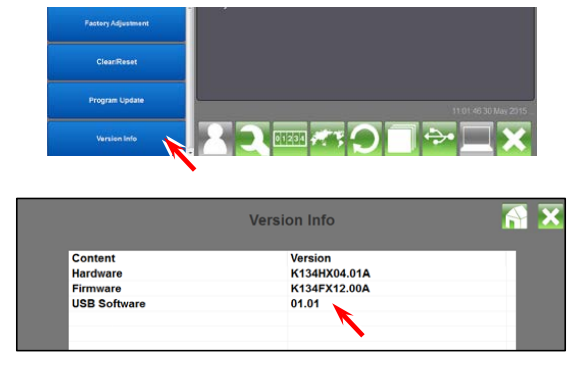 Factory Adjustment
Clear/Reset
Program Update
Version Info
11:01:46 30 May 2015
01234
Version Info
Content Version
Hardware K134HX04.01A
Firmware K134FX12.00A
USB Software 01.01